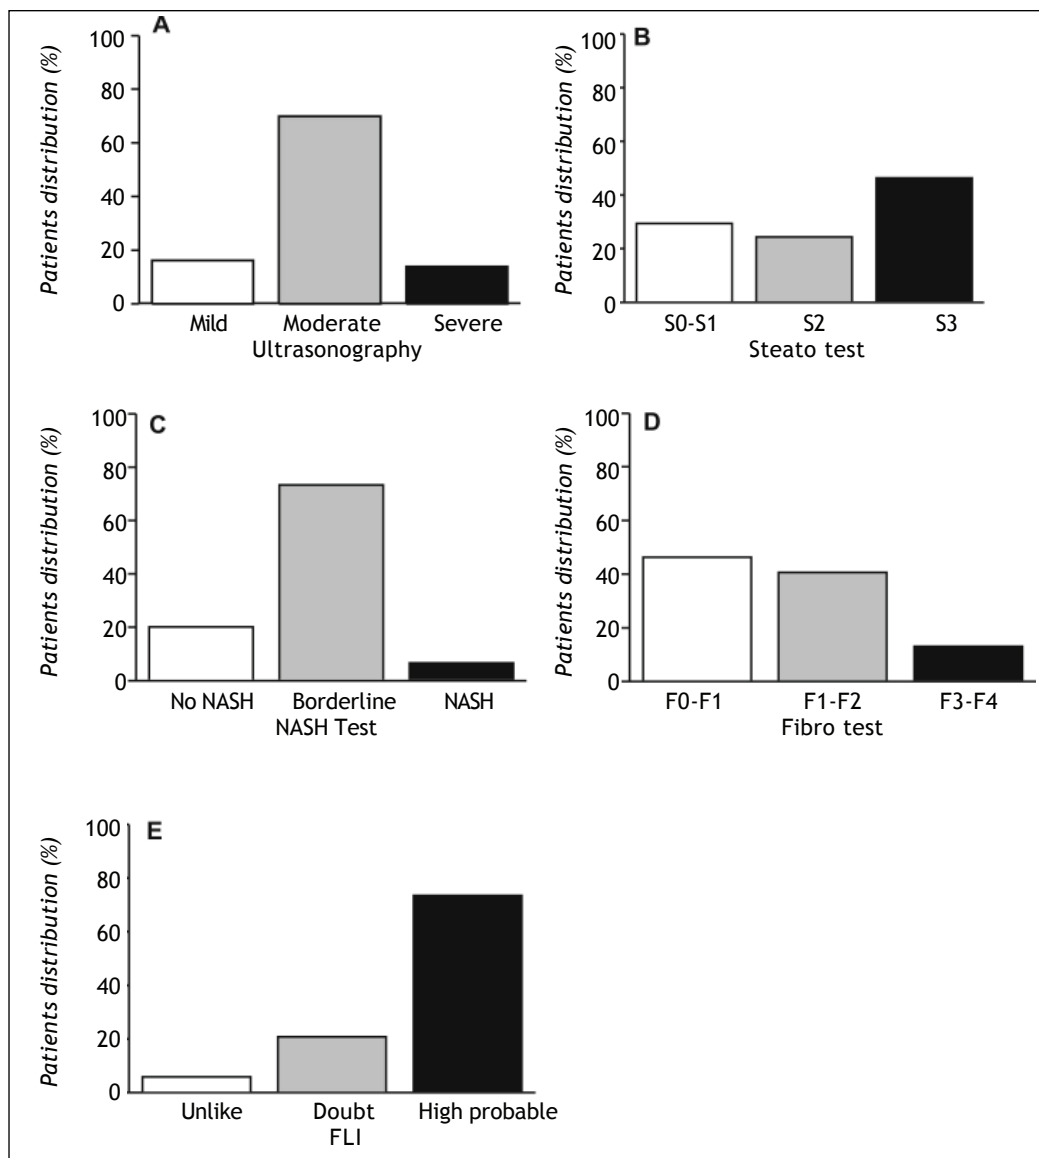 A
Patients distribution (%)
100
80
60
40
20
0
Mild Moderate Severe
Ultrasonography
B
Patients distribution (%)
100
80
60
40
20
0
S0-S1 S2 S3
Steato test
C
Patients distribution (%)
100
80
60
40
20
0
No NASH Borderline NASH
NASH Test
D
Patients distribution (%)
100
80
60
40
20
0
F0-F1 F1-F2 F3-F4
Fibro test
E
Patients distribution (%)
100
80
60
40
20
0
Unlike Doubt High probable
FLI